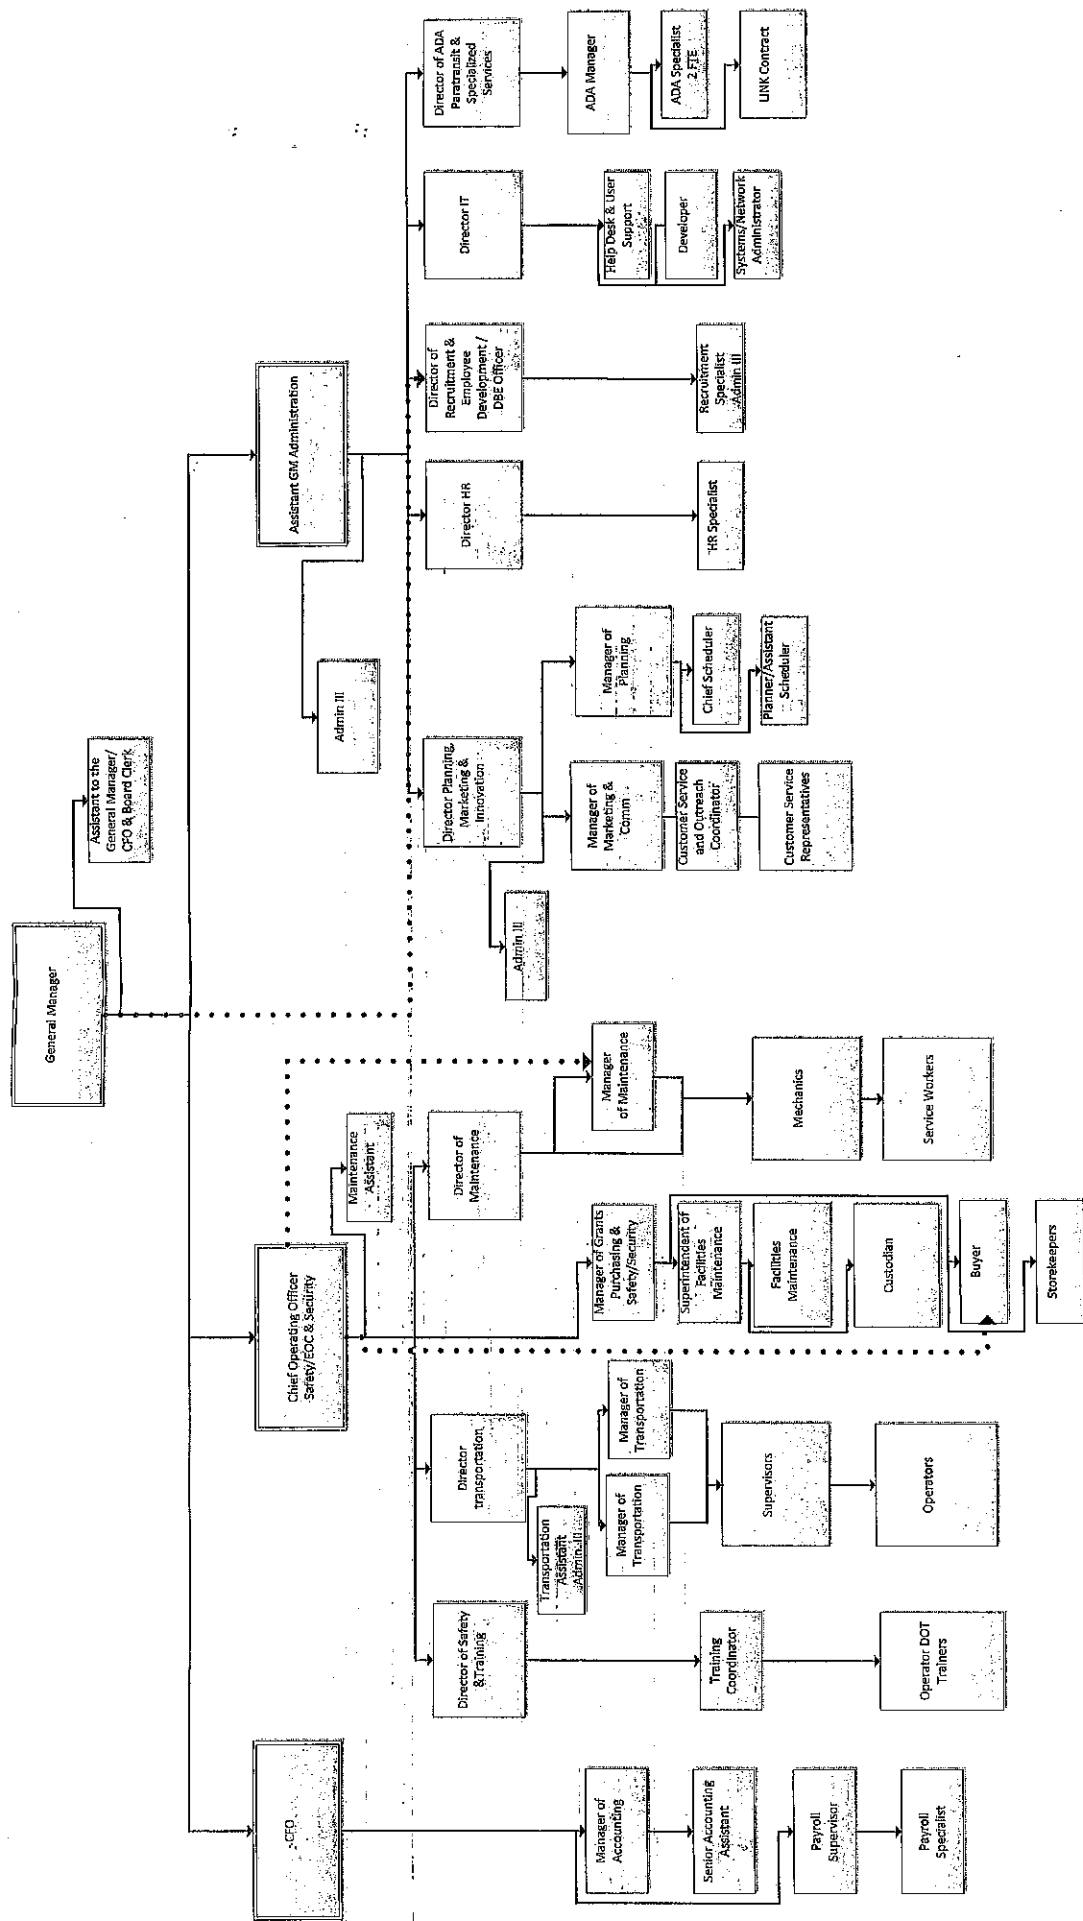 General Manager
Assistant to the
General Manager/
CFO & Board Clerk
CFO
Chief Operating Officer
Safety/EOC & Security
Assistant GM Administration
Manager of
Accounting
Senior Accounting
Assistant
Payroll
Supervisor
Payroll
Specialist
Maintenance
Assistant
Director of Safety
&Training
Training
Coordinator
Operator DOT
Trainers
Director
transportation
Transportation
Assistant
Admin III
Manager of
Transportation
Manager of
Transportation
Supervisors
Operators
Manager of Grants
Purchasing &
Safety/Security
Superintendent of
Facilities
Maintenance
Facilities
Maintenance
Custodian
Buyer
Storekeepers
Director of
Maintenance
Manager
of Maintenance
Mechanics
Service Workers
Admin III
Director Planning,
Marketing &
Innovation
Admin III
Manager of
Marketing &
Comm
Customer Service
and Outreach
Coordinator
Customer Service
Representatives
Manager of
Planning
Chief Scheduler
Planner/Assistant
Scheduler
Director HR
HR Specialist
Director of
Recruitment &
Employee
Development /
DBE Officer
Recruitment
Specialist
Admin III
Director IT
Help Desk & User
Support
Developer
Systems/Network
Administrator
Director of ADA
Paratransit &
Specialized
Services
ADA Manager
ADA Specialist
2 FTE
LINK Contract